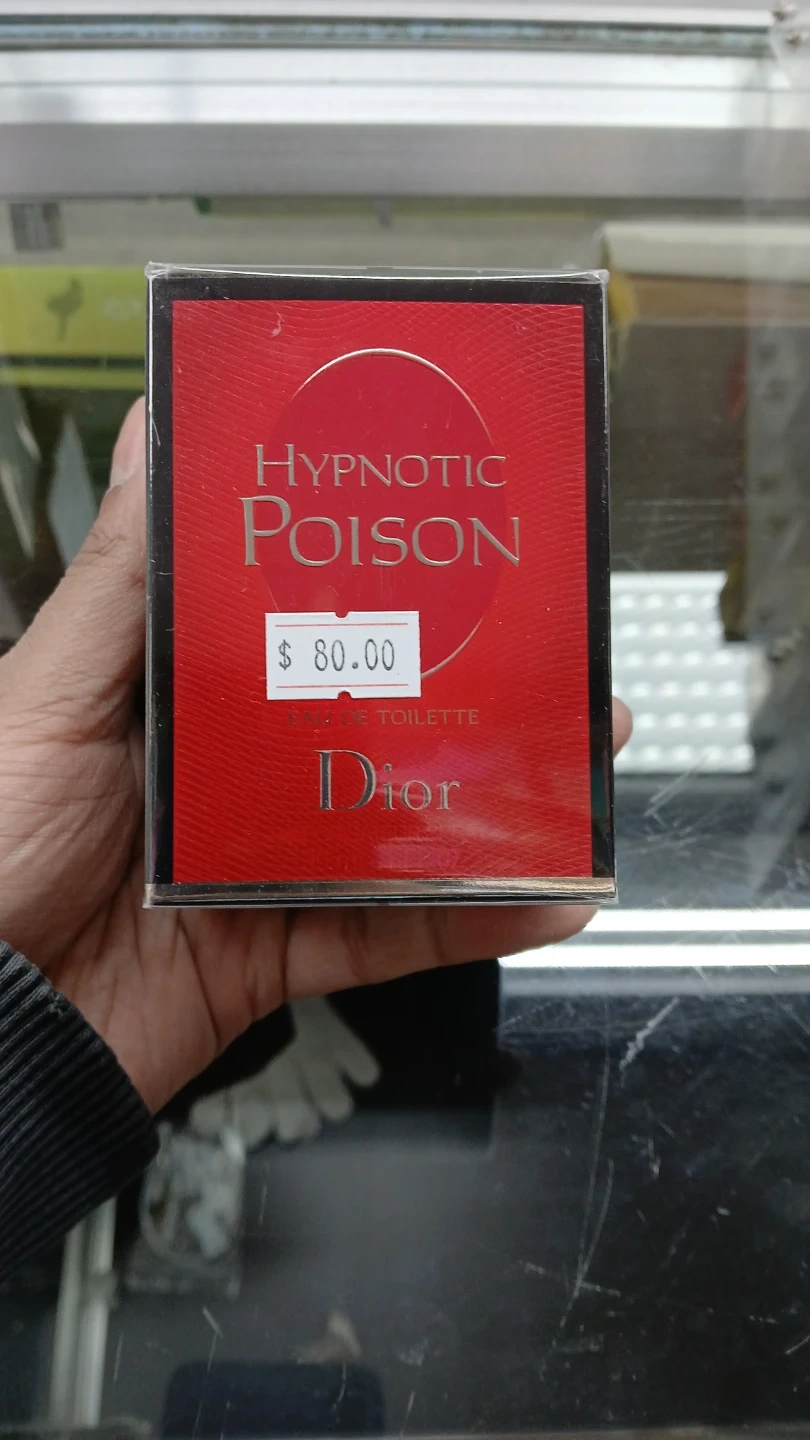 HYPNOTIC
POISON
$ 80.00
EAU DE TOILETTE
Dior